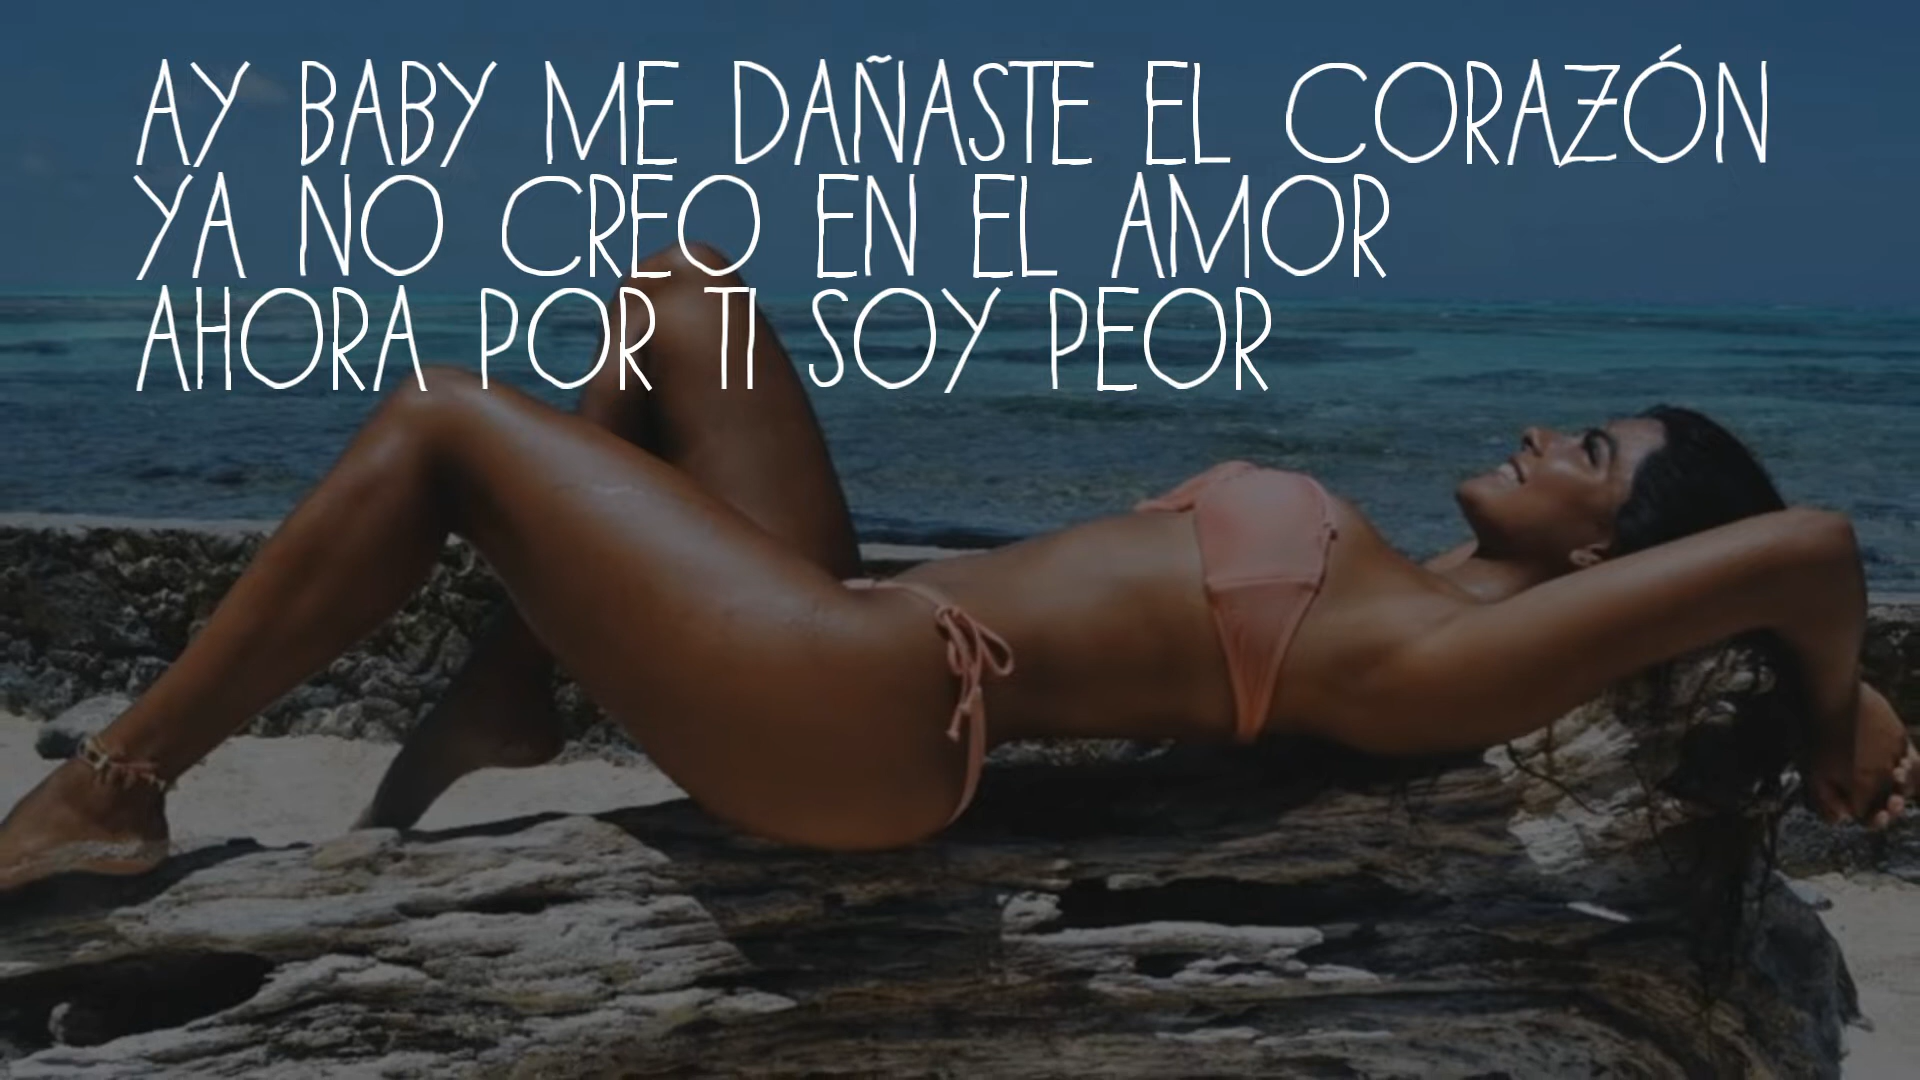 AY BABY ME DAÑASTE EL CORAZÓN
YA NO CREO EN EL AMOR
AHORA POR TI SOY PEOR